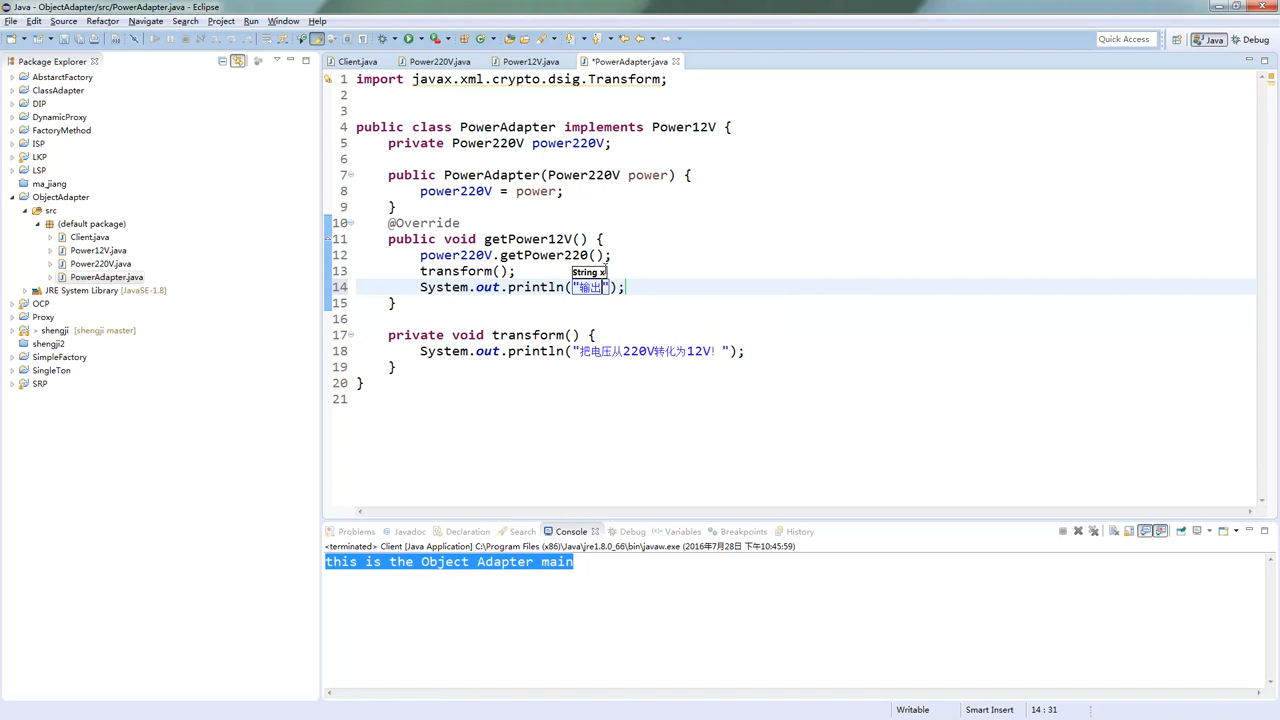 Java - ObjectAdapter/src/PowerAdapter.java - Eclipse
File Edit Source Refactor Navigate Search Project Run Window Help
Quick Access
Java
Debug
Package Explorer
Client.java
Power220V.java
Power12V.java
*PowerAdapter.java
AbstarctFactory
ClassAdapter
DIP
DynamicProxy
FactoryMethod
ISP
LKP
LSP
ma_jiang
ObjectAdapter
src
(default package)
Client.java
Power12V.java
Power220V.java
PowerAdapter.java
JRE System Library [JavaSE-1.8]
OCP
Proxy
> shengji [shengji master]
shengji2
SimpleFactory
SingleTon
SRP
1 import javax.xml.crypto.dsig.Transform;
2
3
4 public class PowerAdapter implements Power12V {
5 private Power220V power220V;
6
7 public PowerAdapter(Power220V power) {
8 power220V = power;
9 }
10 @Override
11 public void getPower12V() {
12 power220V.getPower220();
13 transform();
String x
14 System.out.println("输出");
15 }
16
17 private void transform() {
18 System.out.println("把电压从220V转化为12V! ");
19 }
20 }
21
Problems Javadoc Declaration Search Console Debug Variables Breakpoints History
<terminated> Client [Java Application] C:\Program Files (x86)\Java\jre1.8.0_66\bin\javaw.exe (2016年7月28日 下午10:45:59)
this is the Object Adapter main
Writable Smart Insert 14 : 31